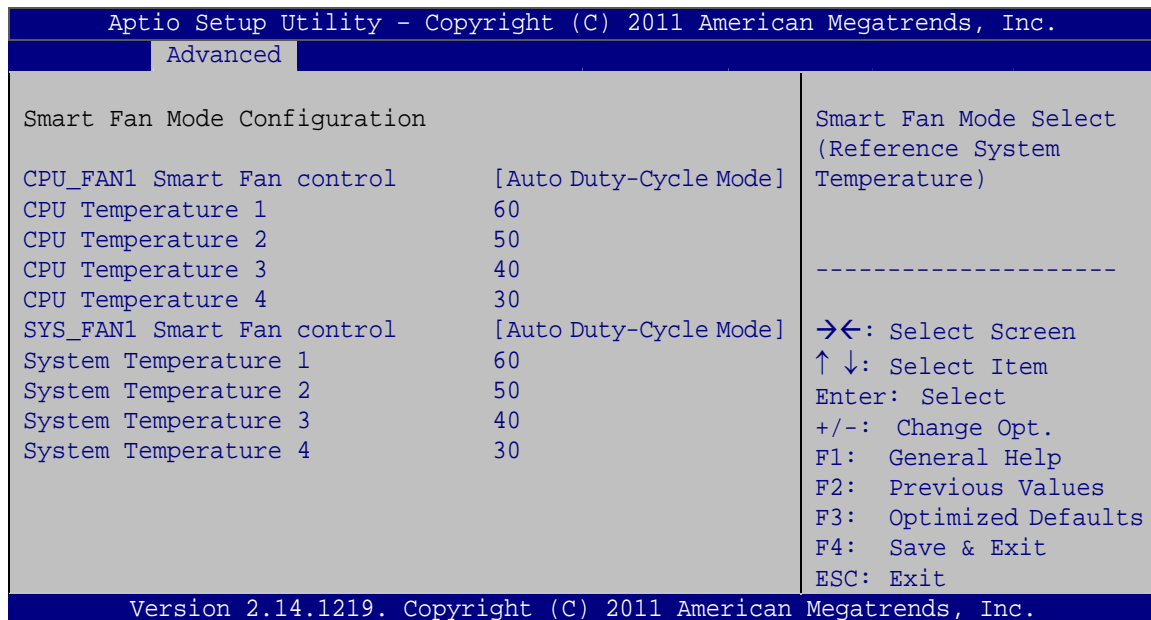 Aptio Setup Utility – Copyright (C) 2011 American Megatrends, Inc.
Advanced
Smart Fan Mode Configuration
CPU_FAN1 Smart Fan control [Auto Duty-Cycle Mode]
CPU Temperature 1 60
CPU Temperature 2 50
CPU Temperature 3 40
CPU Temperature 4 30
SYS_FAN1 Smart Fan control [Auto Duty-Cycle Mode]
System Temperature 1 60
System Temperature 2 50
System Temperature 3 40
System Temperature 4 30
Smart Fan Mode Select
(Reference System
Temperature)
---------------------
→←: Select Screen
↑ ↓: Select Item
Enter: Select
+/-: Change Opt.
F1: General Help
F2: Previous Values
F3: Optimized Defaults
F4: Save & Exit
ESC: Exit
Version 2.14.1219. Copyright (C) 2011 American Megatrends, Inc.